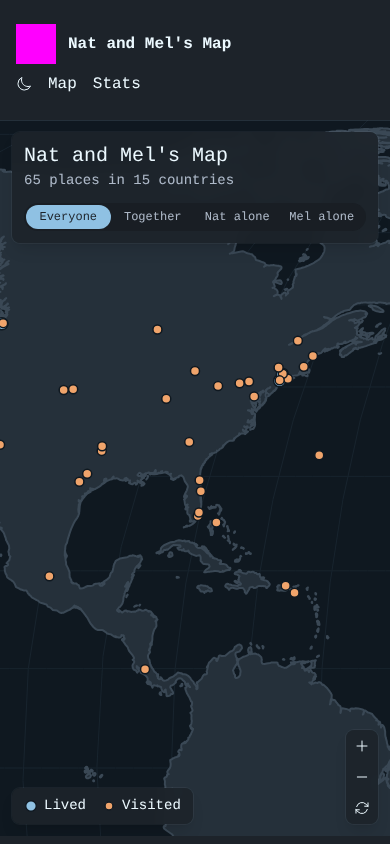 Nat and Mel's Map
Map Stats
Nat and Mel's Map
65 places in 15 countries
Everyone Together Nat alone Mel alone
Lived Visited